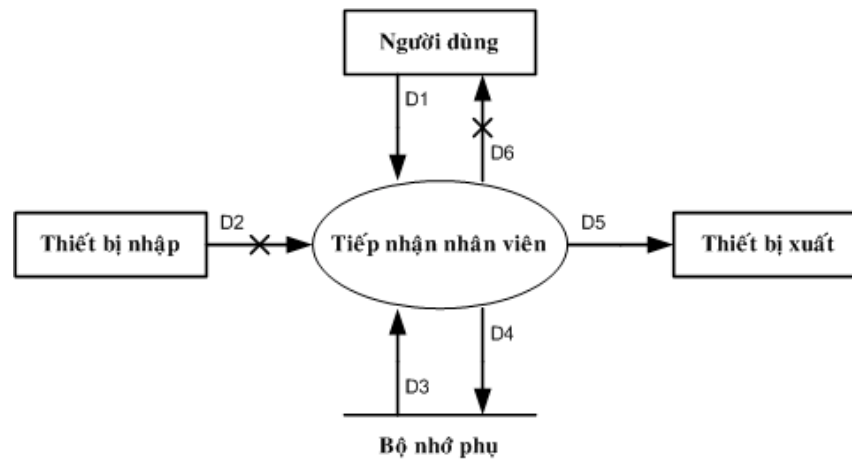 Người dùng
D1
D6
Thiết bị nhập
D2
Tiếp nhận nhân viên
D5
Thiết bị xuất
D3
D4
Bộ nhớ phụ